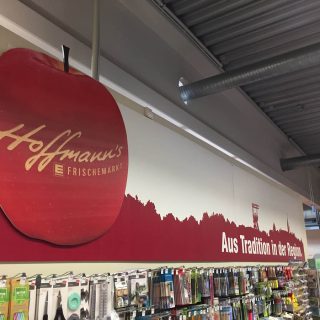 Hoffmann's
E FRISCHEMARKT
Aus Tradition in der Region.